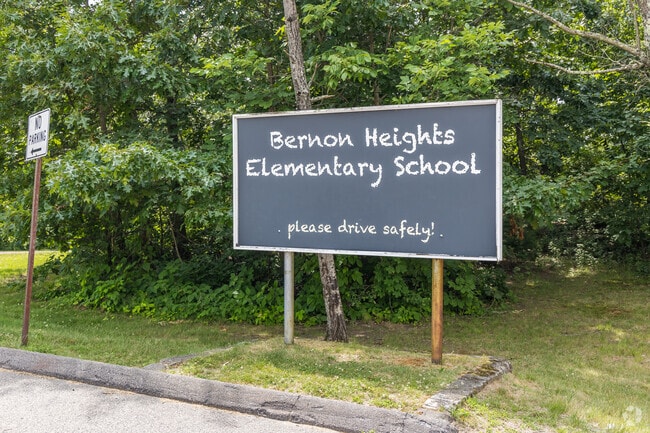 NO
PARKING
Bernon Heights
Elementary School
. please drive safely! .